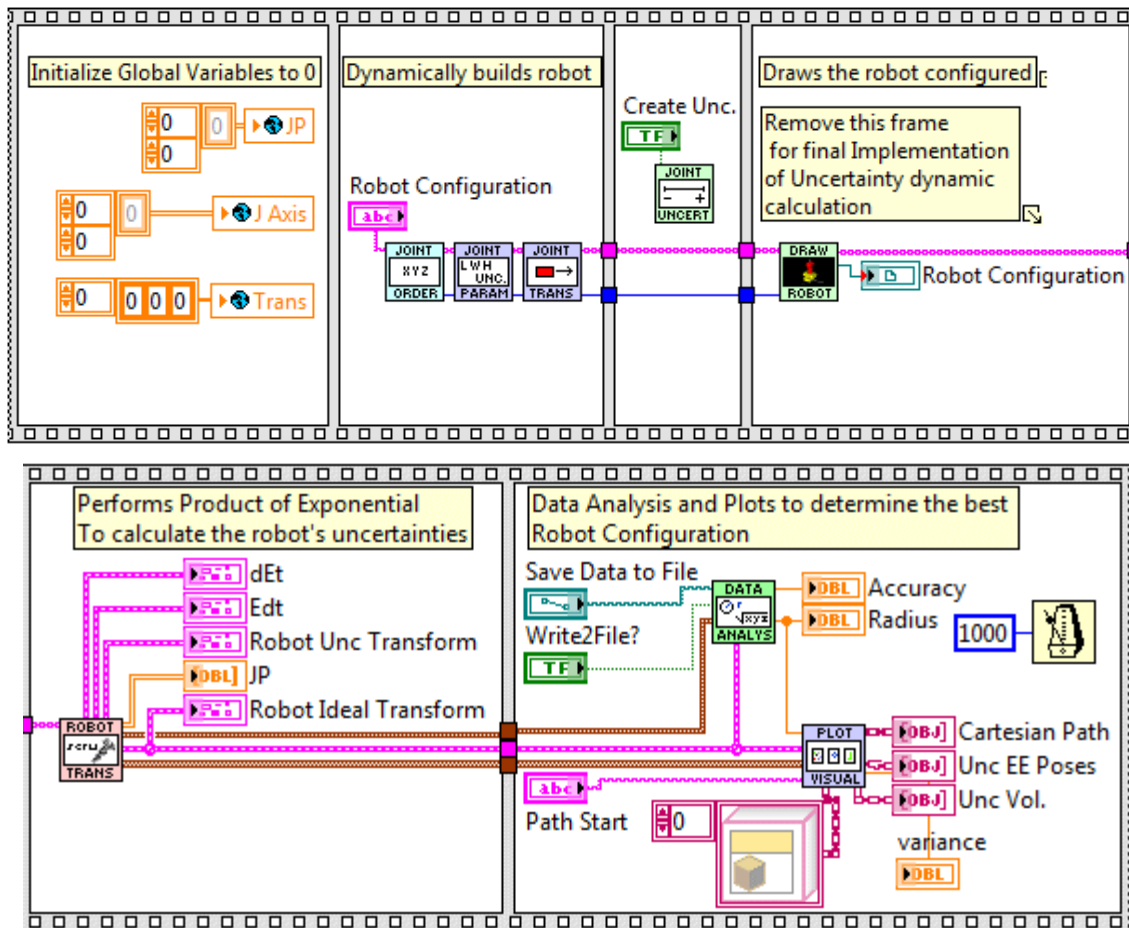 Initialize Global Variables to 0
0
0
0
JP
0
0
0
J Axis
0
0 0 0
Trans
Dynamically builds robot
Robot Configuration
abc
JOINT
XYZ
ORDER
JOINT
LWH
UNC.
PARAM
JOINT
TRANS
Create Unc.
TF
JOINT
- +
UNCERT
Draws the robot configured
Remove this frame
for final Implementation
of Uncertainty dynamic
calculation
DRAW
ROBOT
Robot Configuration
Performs Product of Exponential
To calculate the robot's uncertainties
dEt
Edt
Robot Unc Transform
DBL]
JP
Robot Ideal Transform
ROBOT
TRANS
Data Analysis and Plots to determine the best
Robot Configuration
Save Data to File
Write2File?
TF
DATA
xyz
ANALYS
DBL
Accuracy
DBL
Radius
1000
PLOT
VISUAL
[OBJ]
Cartesian Path
[OBJ]
Unc EE Poses
[OBJ]
Unc Vol.
abc
Path Start
0
variance
DBL